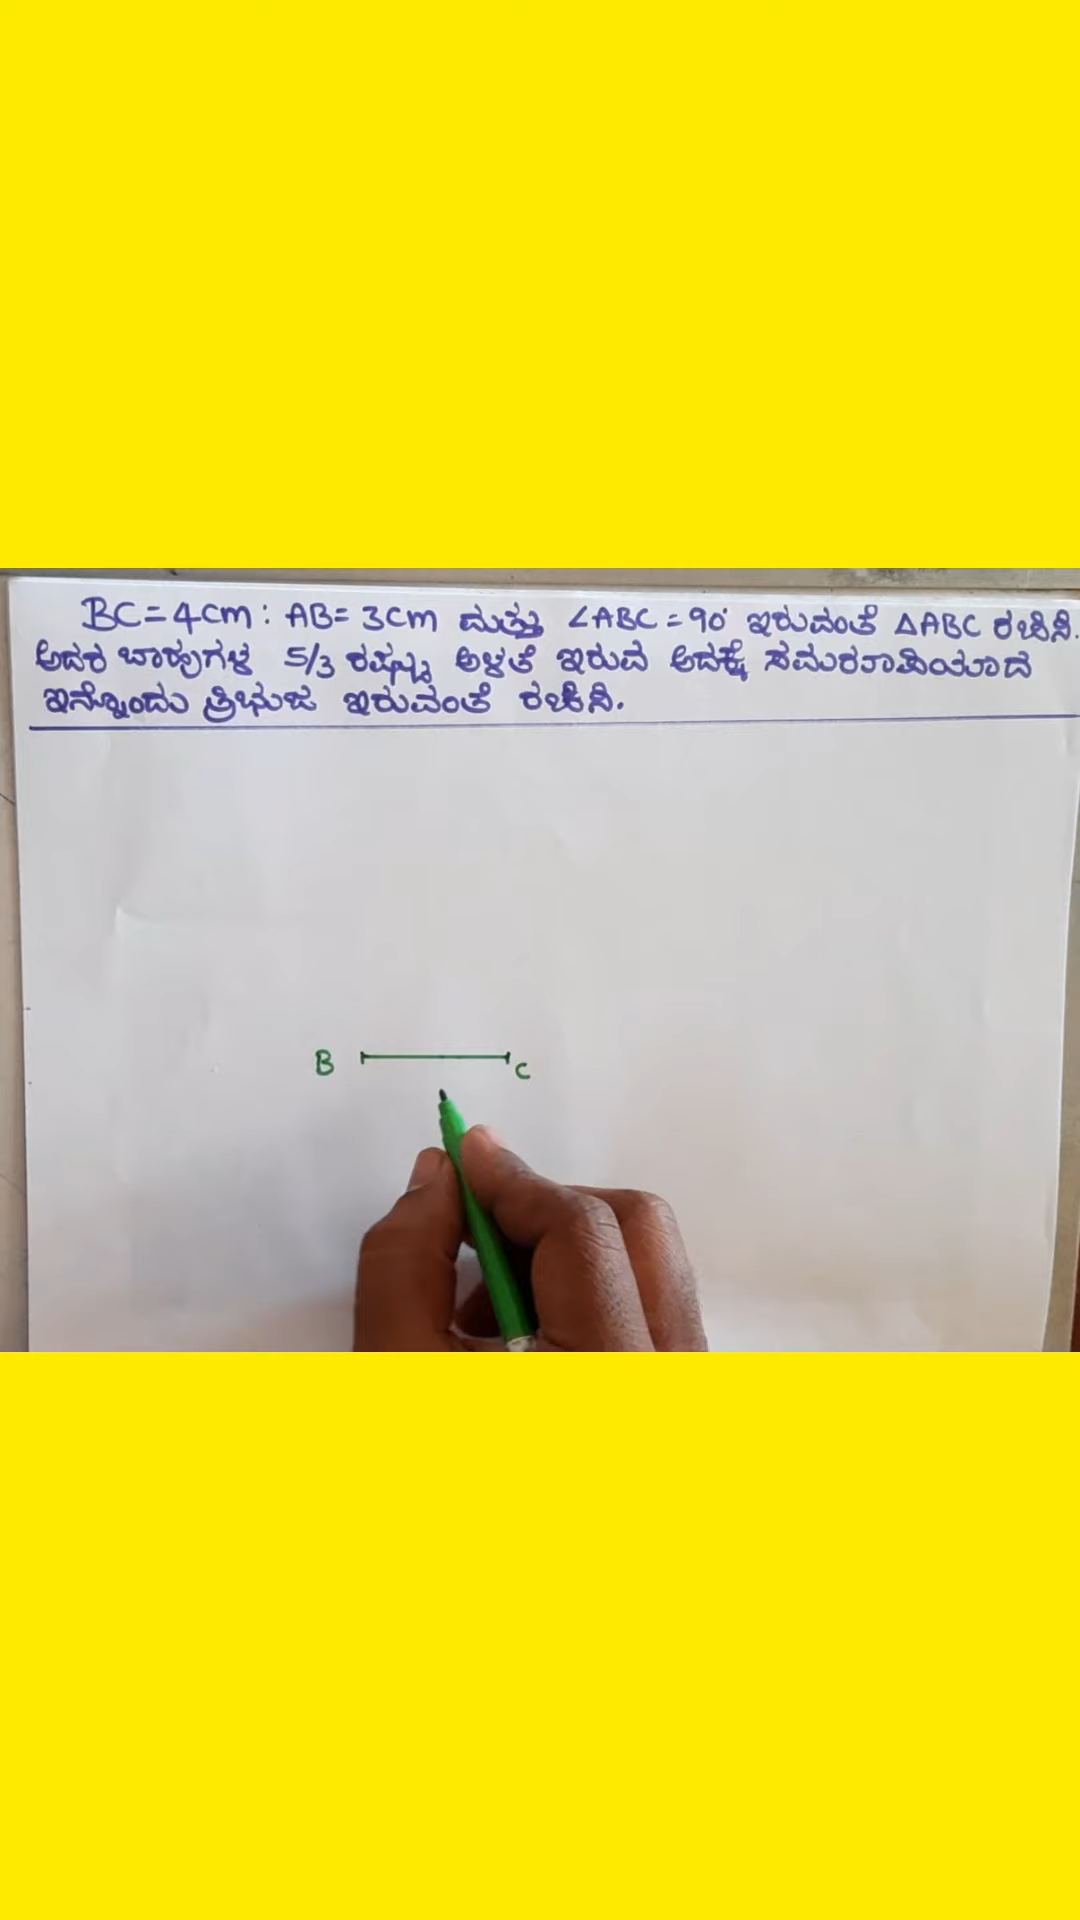 BC=4cm : AB= 3cm ಮತ್ತು ∠ABC =90° ಇರುವಂತೆ ΔABC ರಚಿಸಿ.
ಅದರ ಬಾಹುಗಳ 5/3 ರಷ್ಟು ಅಳತೆ ಇರುವ ಅದಕ್ಕೆ ಸಮರೂಪಿಯಾದ
ಇನ್ನೊಂದು ತ್ರಿಭುಜ ಇರುವಂತೆ ರಚಿಸಿ.
B C